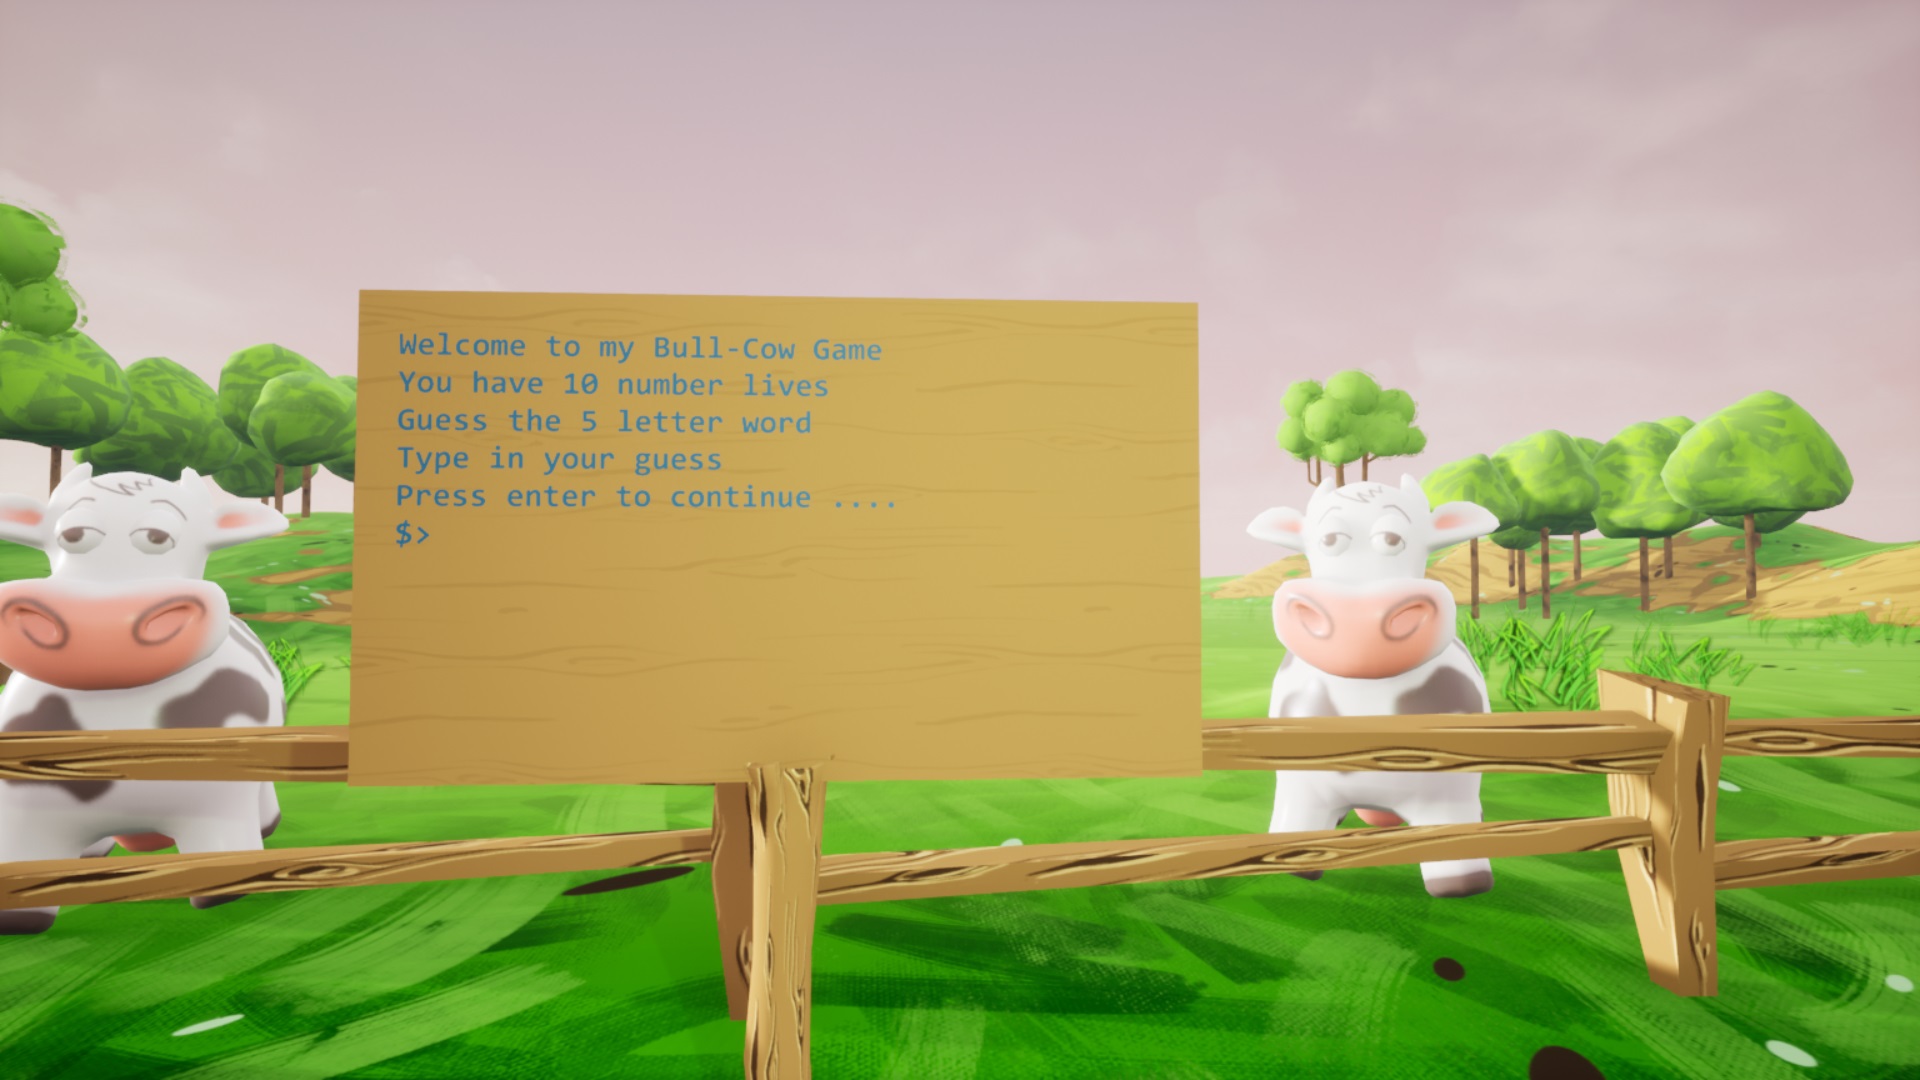 Welcome to my Bull-Cow Game
You have 10 number lives
Guess the 5 letter word
Type in your guess
Press enter to continue ....
$>